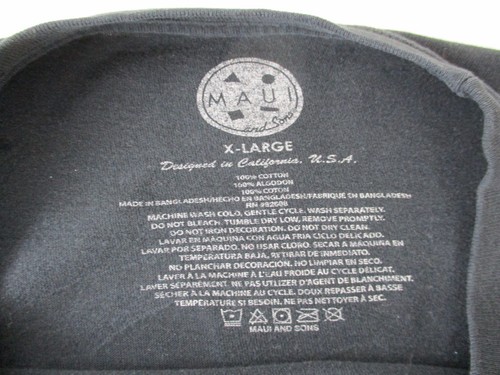 MAUI
and Sons
X-LARGE
Designed in California, U.S.A.
100% COTTON
100% ALGODON
100% COTON
MADE IN BANGLADESH/HECHO EN BANGLADESH/FABRIQUE EN BANGLADESH
RN #92608
MACHINE WASH COLD, GENTLE CYCLE. WASH SEPARATELY.
DO NOT BLEACH. TUMBLE DRY LOW, REMOVE PROMPTLY.
DO NOT IRON DECORATION. DO NOT DRY CLEAN.
LAVAR EN MAQUINA CON AGUA FRIA CICLO DELICADO.
LAVAR POR SEPARADO. NO USAR CLORO. SECAR A MÁQUINA EN
TEMPERATURA BAJA, RETIRAR DE INMEDIATO.
NO PLANCHAR DECORACIÓN. NO LIMPIAR EN SECO.
LAVER À LA MACHINE À L'EAU FROIDE AU CYCLE DÉLICAT.
LAVER SÉPARÉMENT. NE PAS UTILIZER D'AGENT DE BLANCHIMENT.
SÉCHER À LA MACHINE AU CYCLE. DOUX REPASSER À BASSE
TEMPÉRATURE SI BESOIN. NE PAS NETTOYER À SEC.
MAUI AND SONS